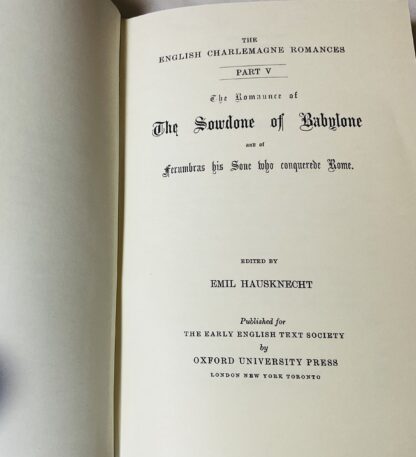 THE
ENGLISH CHARLEMAGNE ROMANCES
PART V
The Romaunce of
The Sowdone of Babylone
and of
Ferumbras his Sone who conquerede Rome.
EDITED BY
EMIL HAUSKNECHT
Published for
THE EARLY ENGLISH TEXT SOCIETY
by
OXFORD UNIVERSITY PRESS
LONDON NEW YORK TORONTO